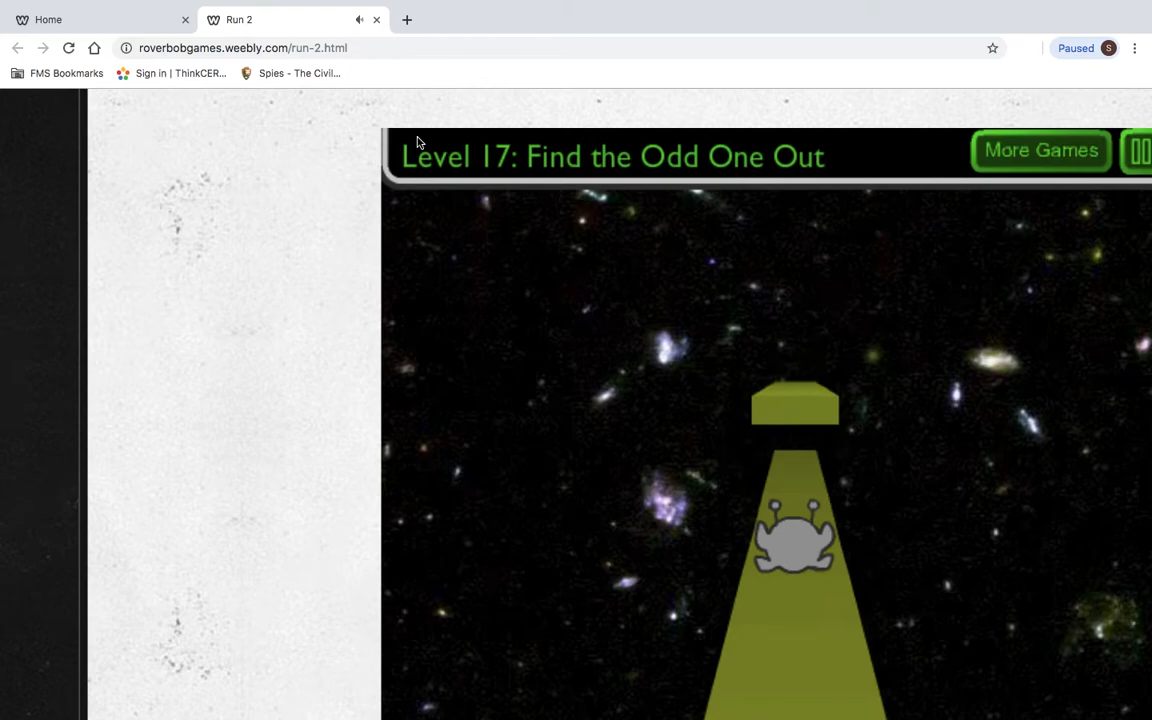 Home
Run 2
roverbobgames.weebly.com/run-2.html
Paused
S
FMS Bookmarks
Sign in | ThinkCER...
Spies - The Civil...
Level 17: Find the Odd One Out
More Games